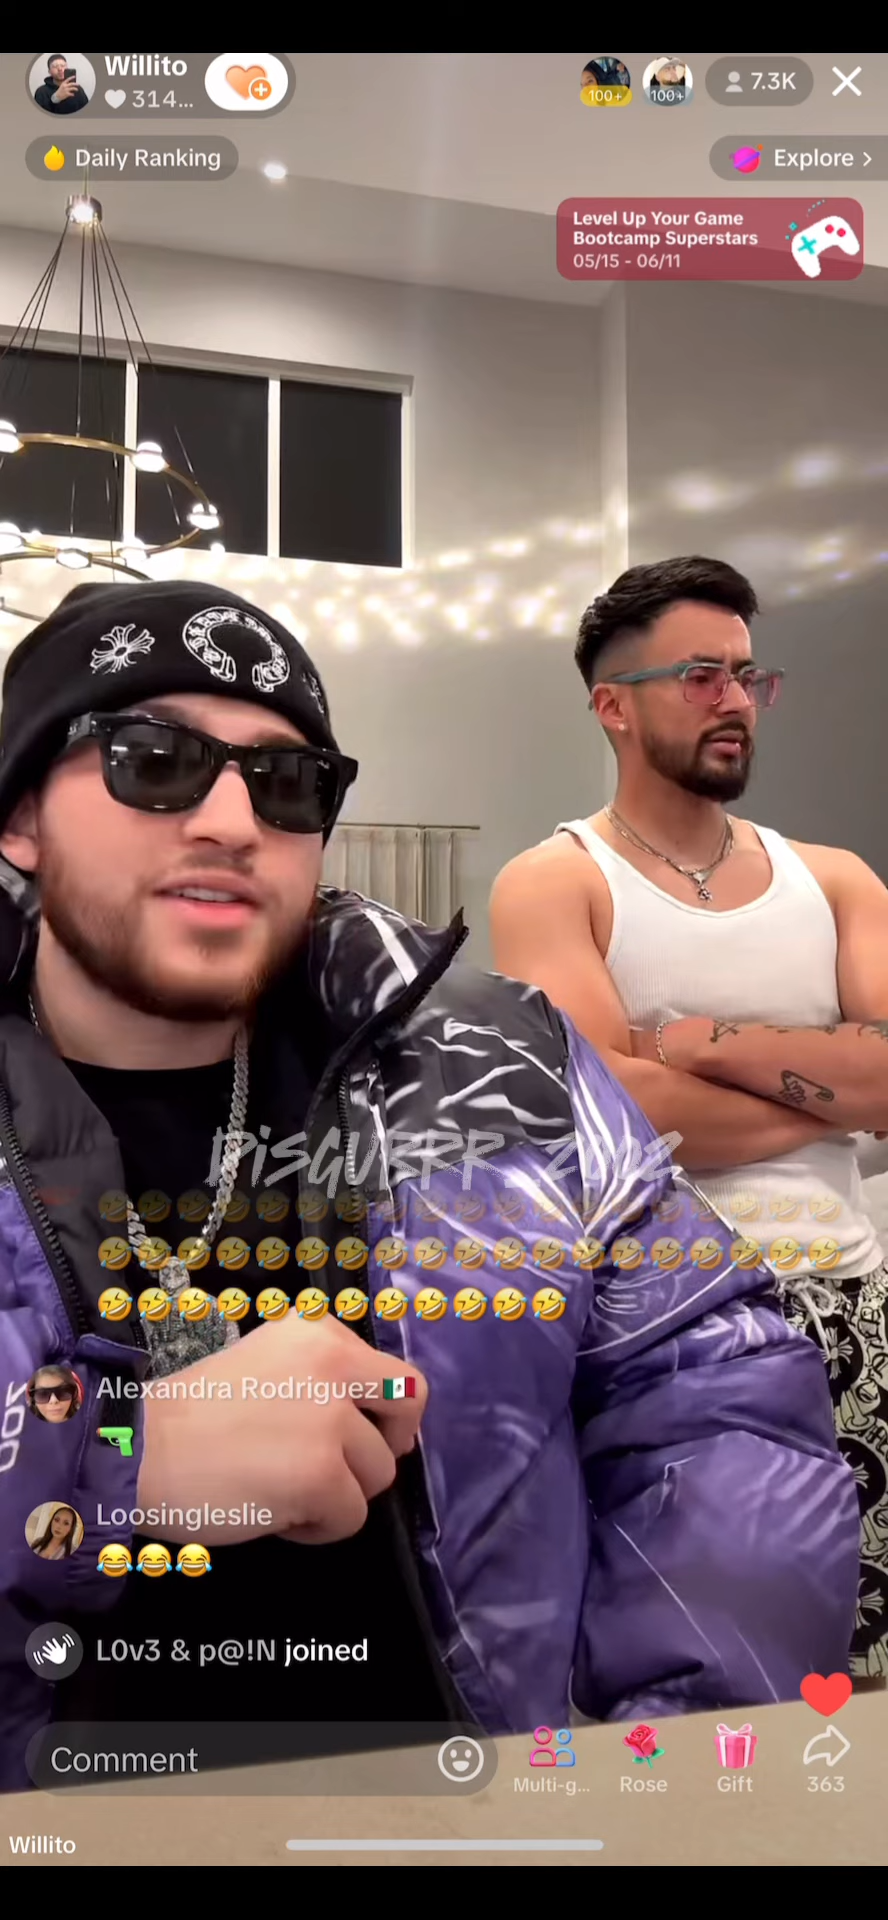 Willito
314...
100+
100+
7.3K
Daily Ranking
Explore >
Level Up Your Game
Bootcamp Superstars
05/15 - 06/11
Alexandra Rodriguez🇲🇽
Loosingleslie
😂😂😂
L0v3 & p@!N joined
Comment
Multi-g...
Rose
Gift
363
Willito